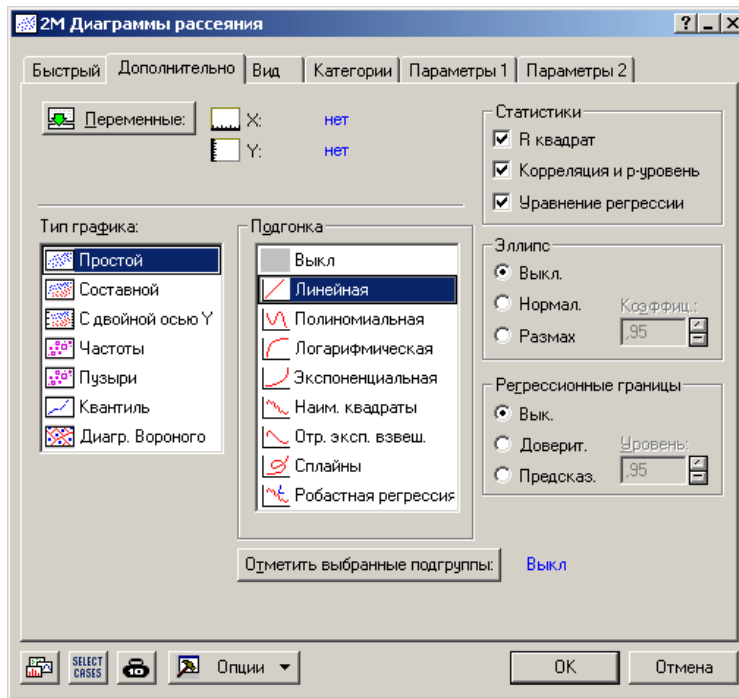 2М Диаграммы рассеяния
Быстрый Дополнительно Вид Категории Параметры 1 Параметры 2
Переменные: X: нет
Y: нет
Статистики
R квадрат
Корреляция и p-уровень
Уравнение регрессии
Тип графика:
Простой
Составной
С двойной осью Y
Частоты
Пузыри
Квантиль
Диагр. Вороного
Подгонка
Выкл
Линейная
Полиномиальная
Логарифмическая
Экспоненциальная
Наим. квадраты
Отр. эксп. взвеш.
Сплайны
Робастная регрессия
Эллипс
Выкл.
Нормал. Коэффиц.:
Размах ,95
Регрессионные границы
Вык.
Доверит. Уровень:
Предсказ. ,95
Отметить выбранные подгруппы: Выкл
SELECT CASES
Опции
OK
Отмена